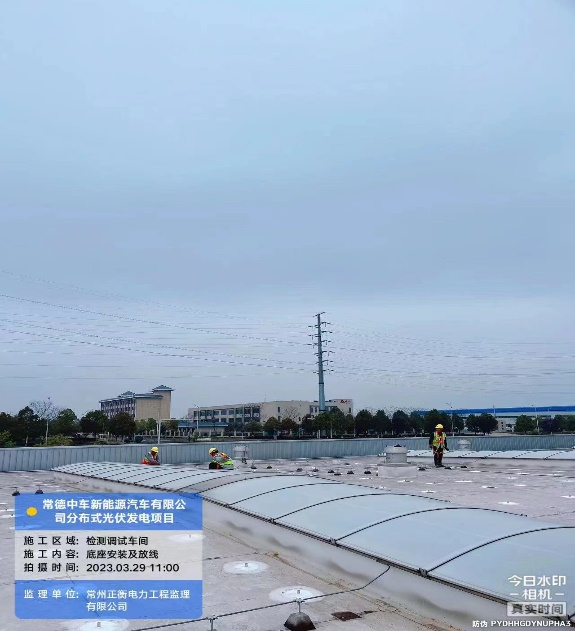 常德中车新能源汽车有限公
司分布式光伏发电项目
施工区域: 检测调试车间
施工内容: 底座安装及放线
拍摄时间: 2023.03.29 11:00
监理单位: 常州正衡电力工程监理
有限公司
今日水印
相机
真实时间
防伪 PYDHHGDYNUPHA3